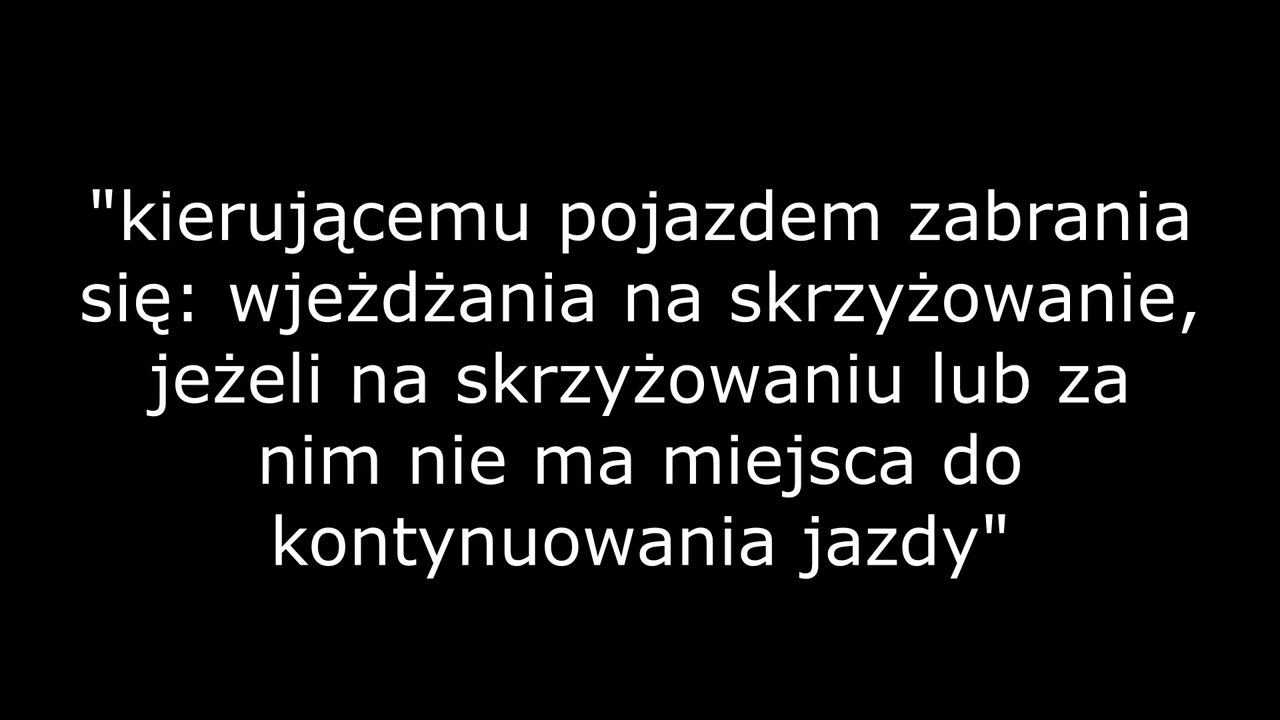 "kierującemu pojazdem zabrania
się: wjeżdżania na skrzyżowanie,
jeżeli na skrzyżowaniu lub za
nim nie ma miejsca do
kontynuowania jazdy"